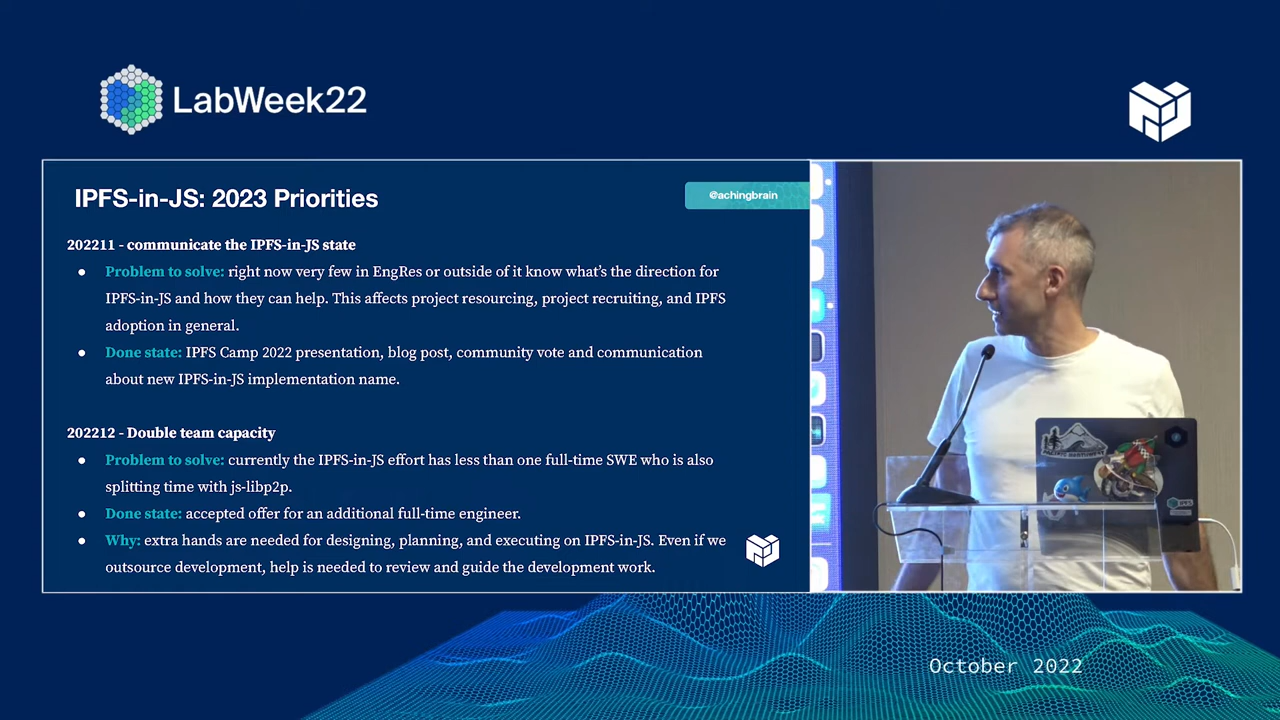 LabWeek22
IPFS-in-JS: 2023 Priorities
@achingbrain
202211 - communicate the IPFS-in-JS state
● Problem to solve: right now very few in EngRes or outside of it know what's the direction for
IPFS-in-JS and how they can help. This affects project resourcing, project recruiting, and IPFS
adoption in general.
● Done state: IPFS Camp 2022 presentation, blog post, community vote and communication
about new IPFS-in-JS implementation name.
202212 - Double team capacity
● Problem to solve: currently the IPFS-in-JS effort has less than one full-time SWE who is also
spliting time with js-libp2p.
● Done state: accepted offer for an additional full-time engineer.
● Why: extra hands are needed for designing, planning, and executing on IPFS-in-JS. Even if we
outsource development, help is needed to review and guide the development work.
IPFS
October 2022